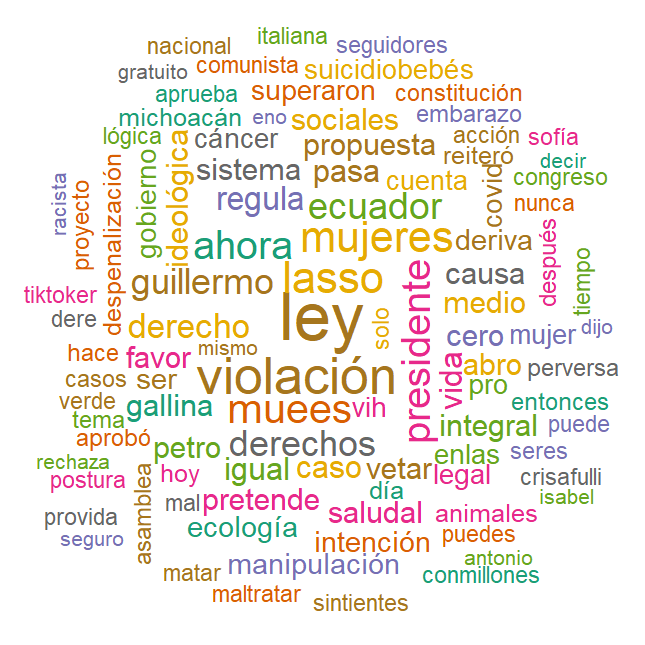 italiana
nacional seguidores
gratuito comunista suicidiobebés
aprueba superaron constitución
michoacán eno sociales embarazo
lógica cáncer propuesta acción sofía
racista proyecto despenalización gobierno ideológica sistema pasa reiteró decir
regula cuenta covid congreso
ahora ecuador nunca
mujeres deriva después tiempo
guillermo lasso causa
tiktoker ley presidente medio
dere derecho solo cero mujer dijo
hace favor mismo vida abro perversa
casos ser violación pro
verde gallina muees vih entonces
tema integral puede
aprobó petro derechos enlas seres
rechaza igual caso vetar legal crisafulli
postura asamblea hoy día isabel
mal pretende saludal animales
provida ecología puedes
seguro intención
manipulación antonio
matar conmillones
maltratar sintientes